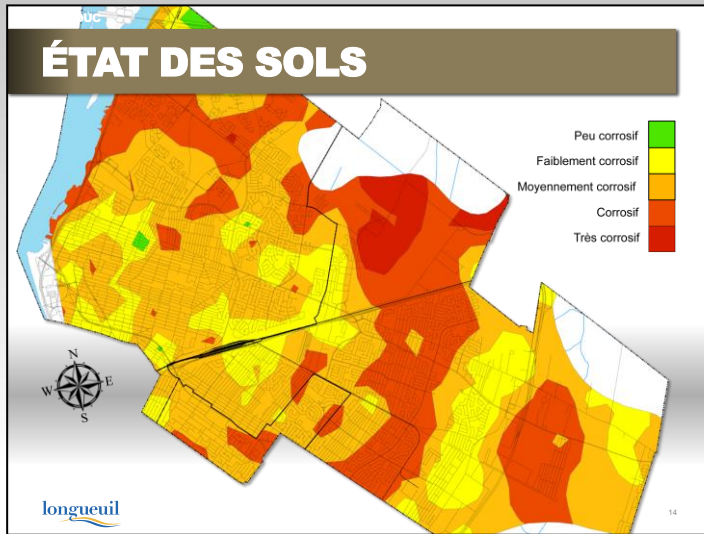 ÉTAT DES SOLS
Peu corrosif
Faiblement corrosif
Moyennement corrosif
Corrosif
Très corrosif
N
W E
S
longueuil
14